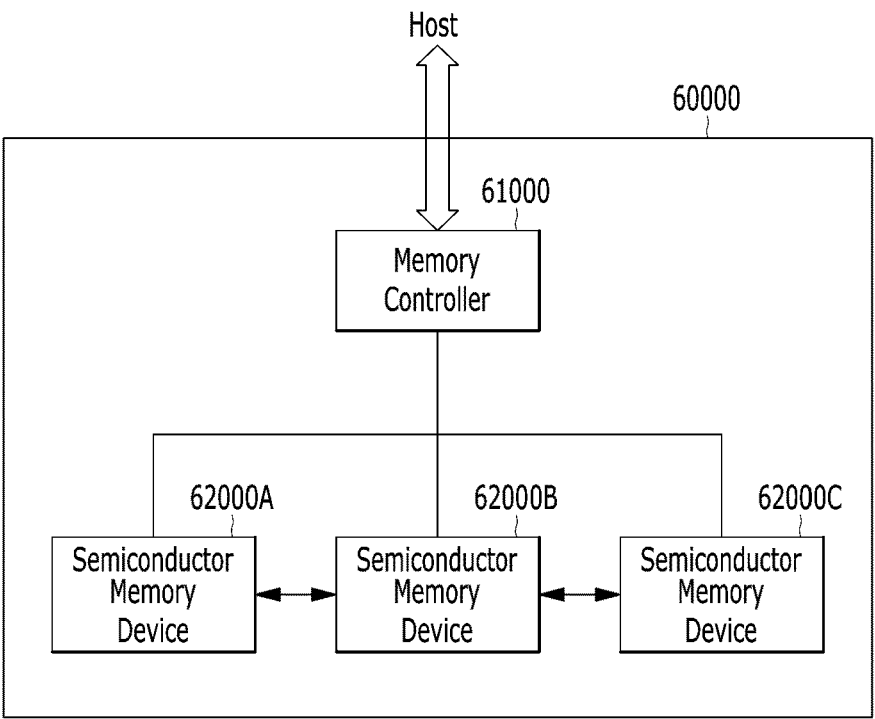 Host
60000
61000
Memory
Controller
62000A
62000B
62000C
Semiconductor
Memory
Device
Semiconductor
Memory
Device
Semiconductor
Memory
Device